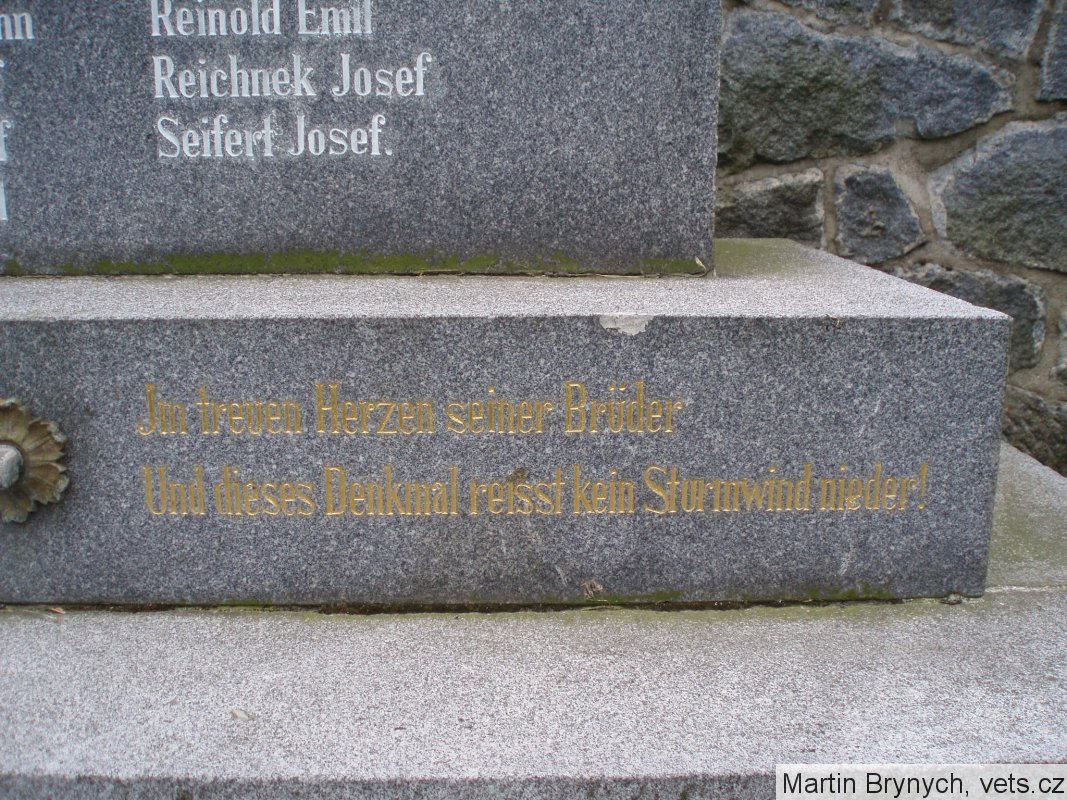 Reinold Emil
Reichnek Josef
Seifert Josef.
Jm treuen Herzen seiner Brüder
Und dieses Denkmal reisst kein Sturmwind nieder!
Martin Brynych, vets.cz